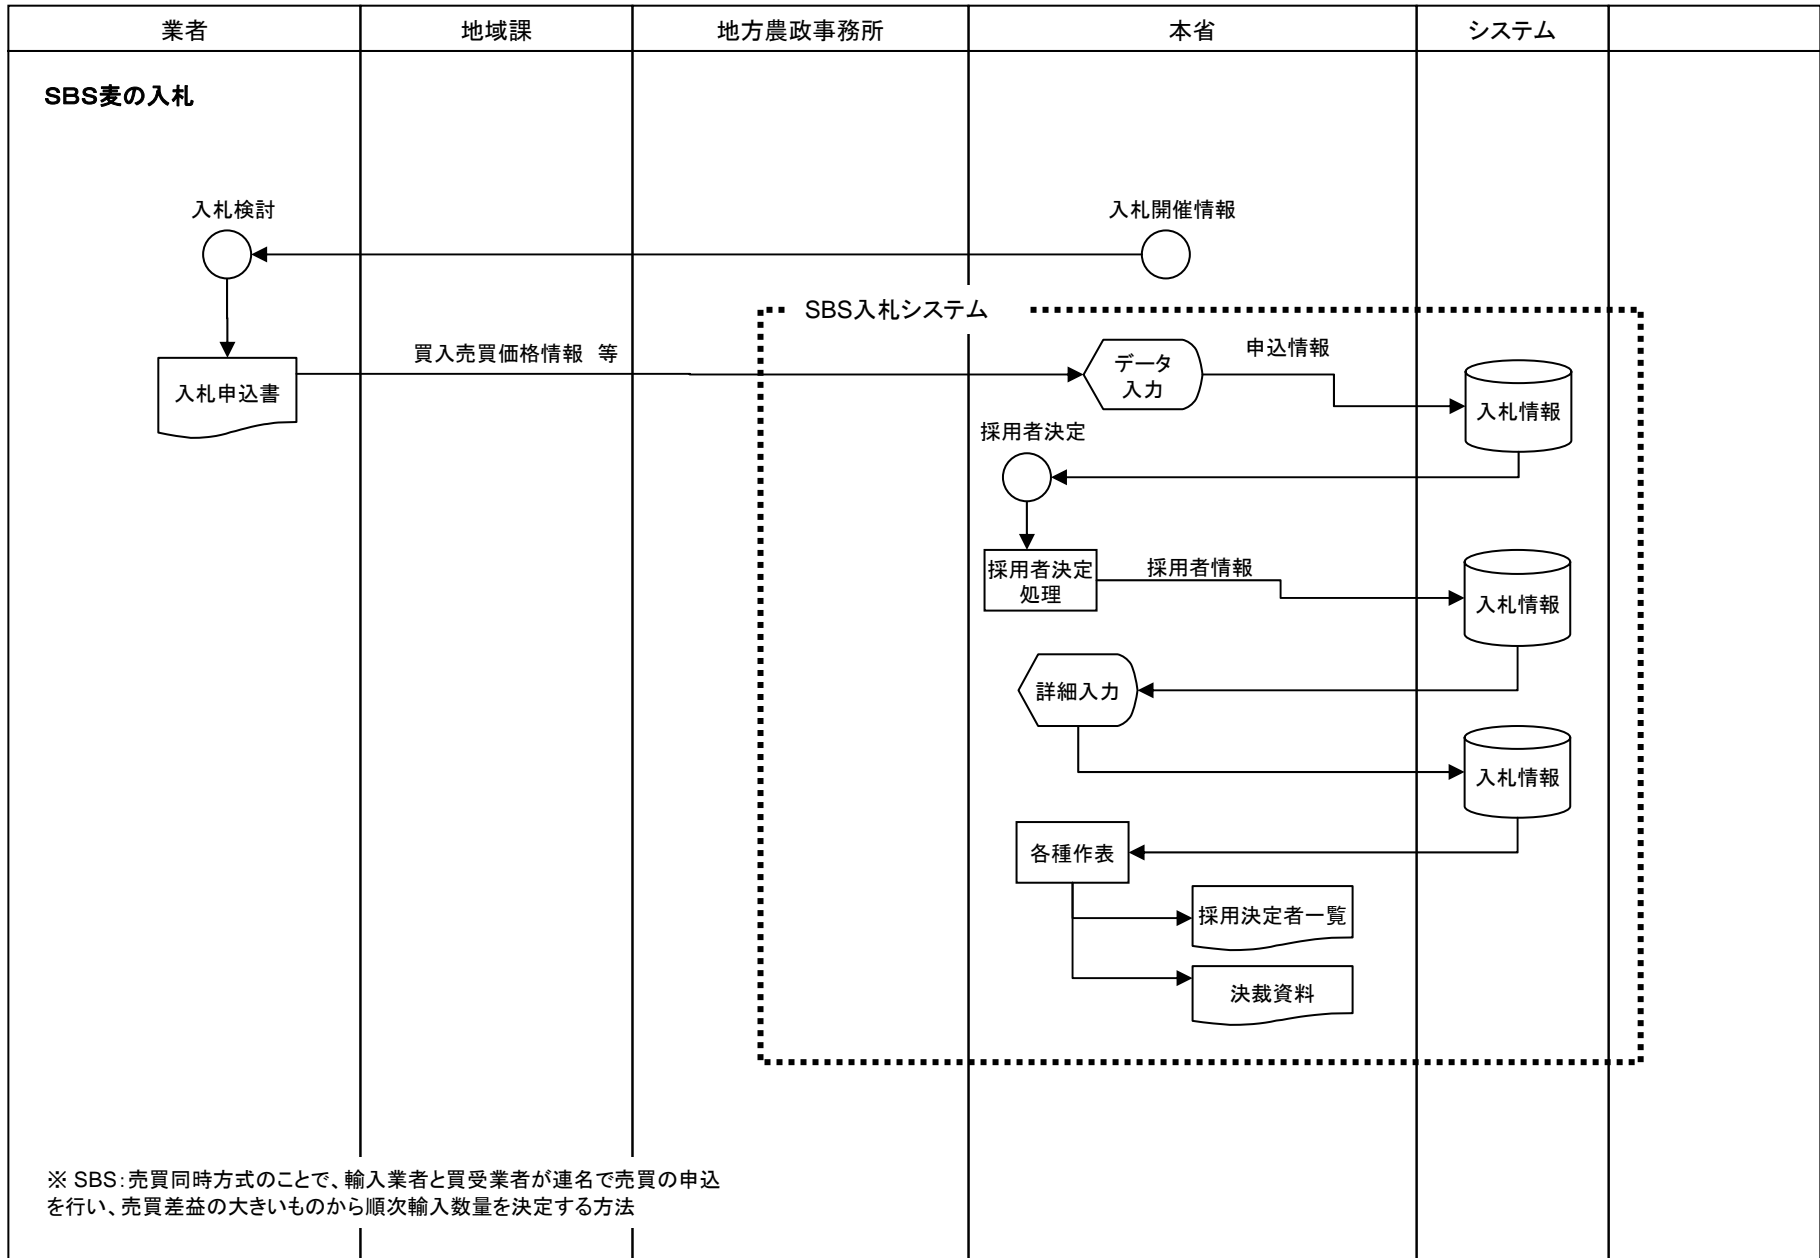 業者
地域課
地方農政事務所
本省
システム
SBS麦の入札
入札検討
入札開催情報
SBS入札システム
買入売買価格情報　等
データ
入力
申込情報
入札申込書
入札情報
採用者決定
採用者決定
処理
採用者情報
入札情報
詳細入力
入札情報
各種作表
採用決定者一覧
決裁資料
※ SBS：売買同時方式のことで、輸入業者と買受業者が連名で売買の申込
を行い、売買差益の大きいものから順次輸入数量を決定する方法